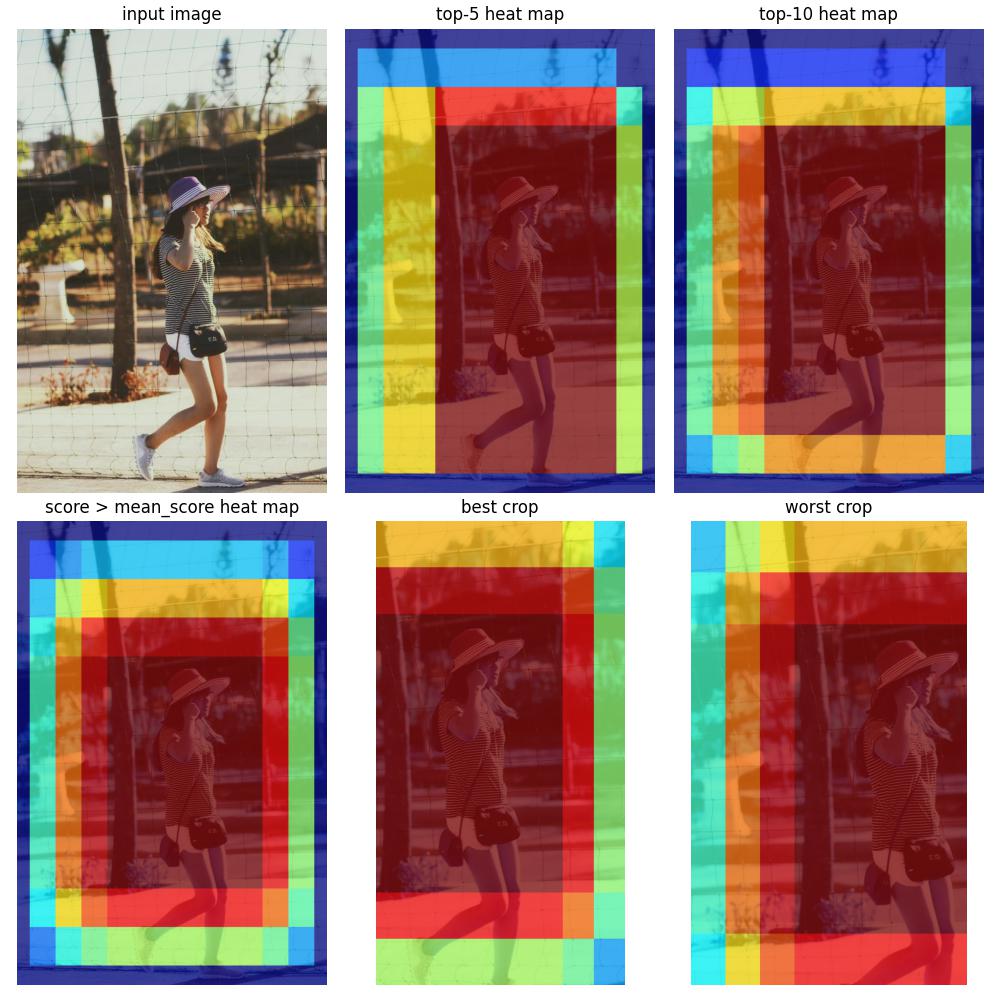 input image
top-5 heat map
top-10 heat map
score > mean_score heat map
best crop
worst crop